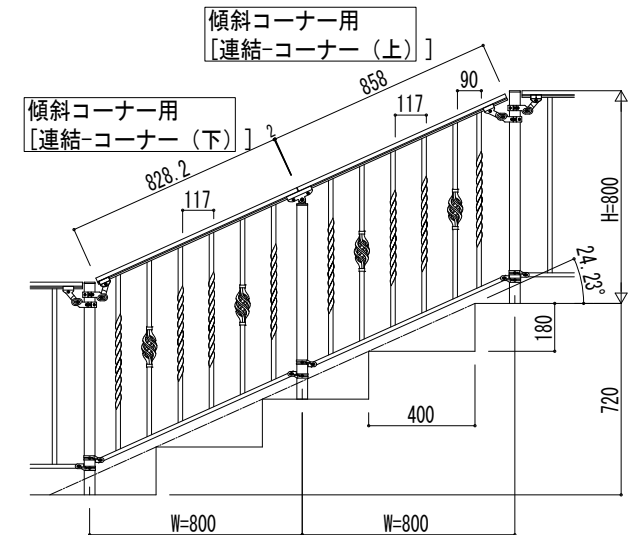 傾斜コーナー用
[連結-コーナー（上）]
傾斜コーナー用
[連結-コーナー（下）]
858
90
117
2
828.2
117
H=800
24.23°
180
400
720
W=800
W=800